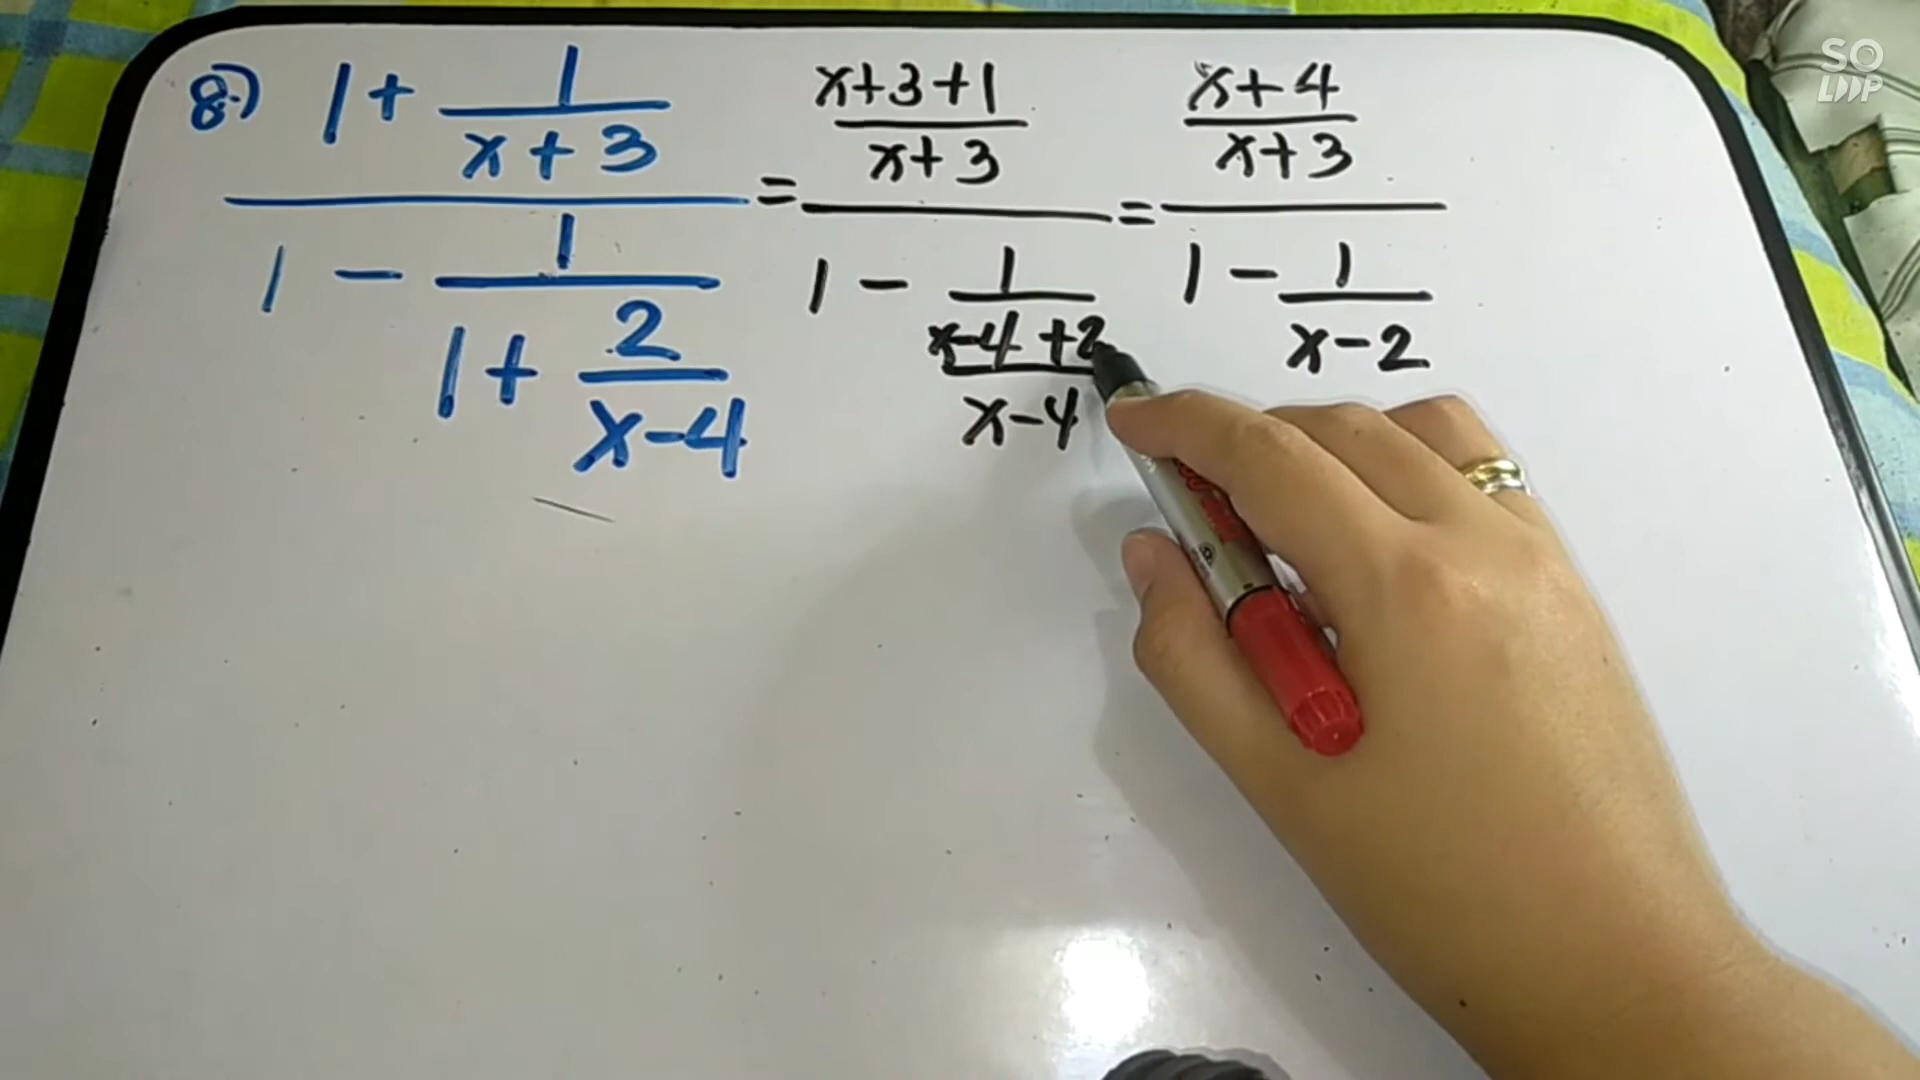 8.) 1 + 1/(x + 3) = x + 3 + 1/(x + 3) = x + 4/(x + 3)
1 - 1/(1 + 2/(x - 4)) 1 - 1/(x - 4 + 2/(x - 4)) 1 - 1/(x - 2)
SO
LOOP